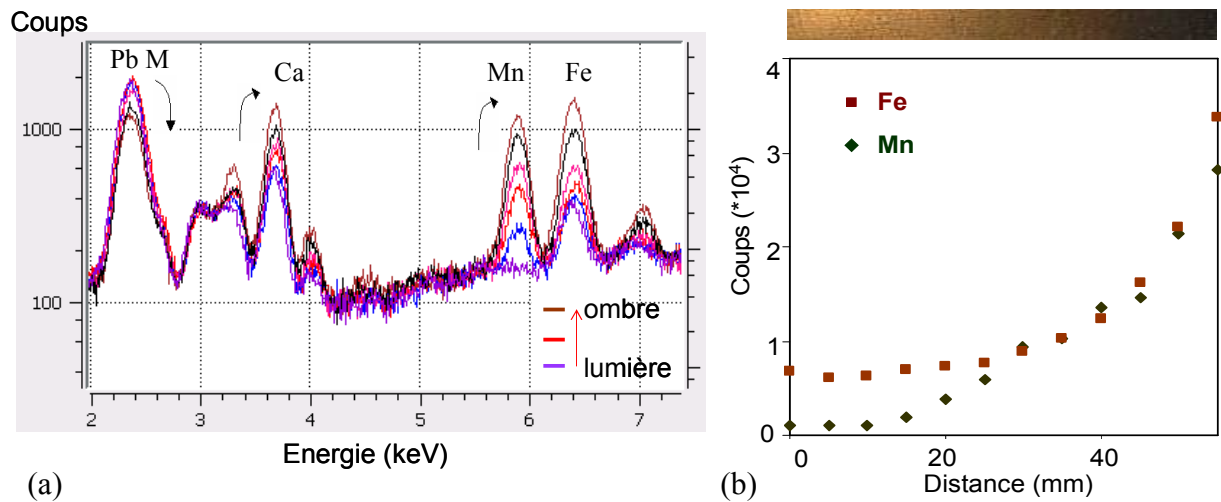 Coups
Pb M
Ca
Mn
Fe
1000
100
ombre
lumière
2
3
4
5
6
7
Energie (keV)
(a)
4
3
2
1
0
Coups (*10⁴)
Fe
Mn
0
20
40
Distance (mm)
(b)